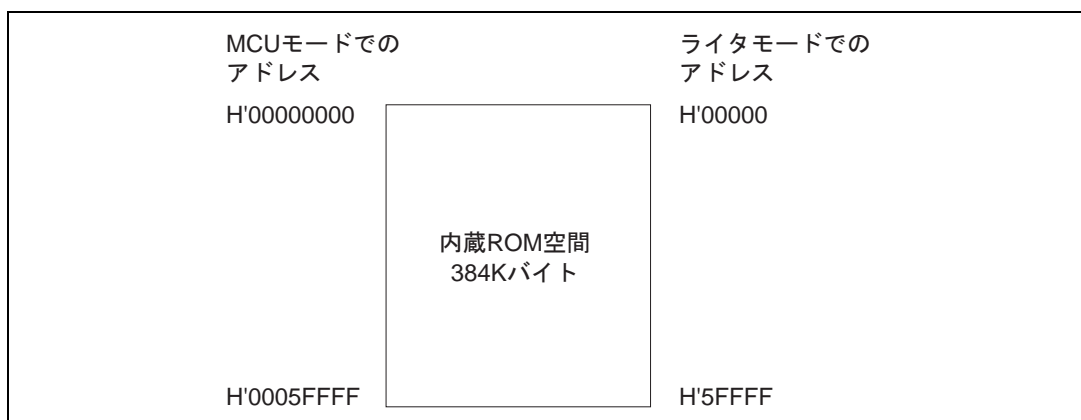 MCUモードでの
アドレス
ライタモードでの
アドレス
H'00000000
H'00000
内蔵ROM空間
384Kバイト
H'0005FFFF
H'5FFFF